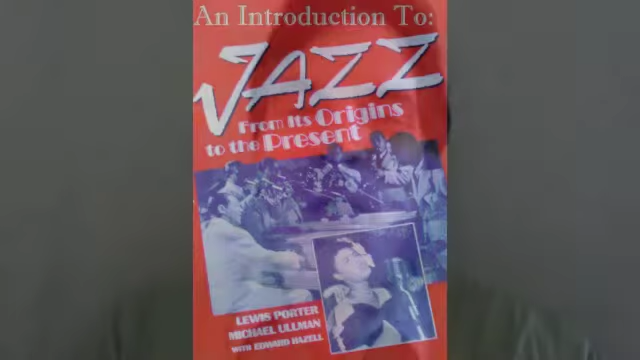 An Introduction To:
JAZZ
From Its Origins
to the Present
LEWIS PORTER
MICHAEL ULLMAN
WITH EDWARD HAZELL